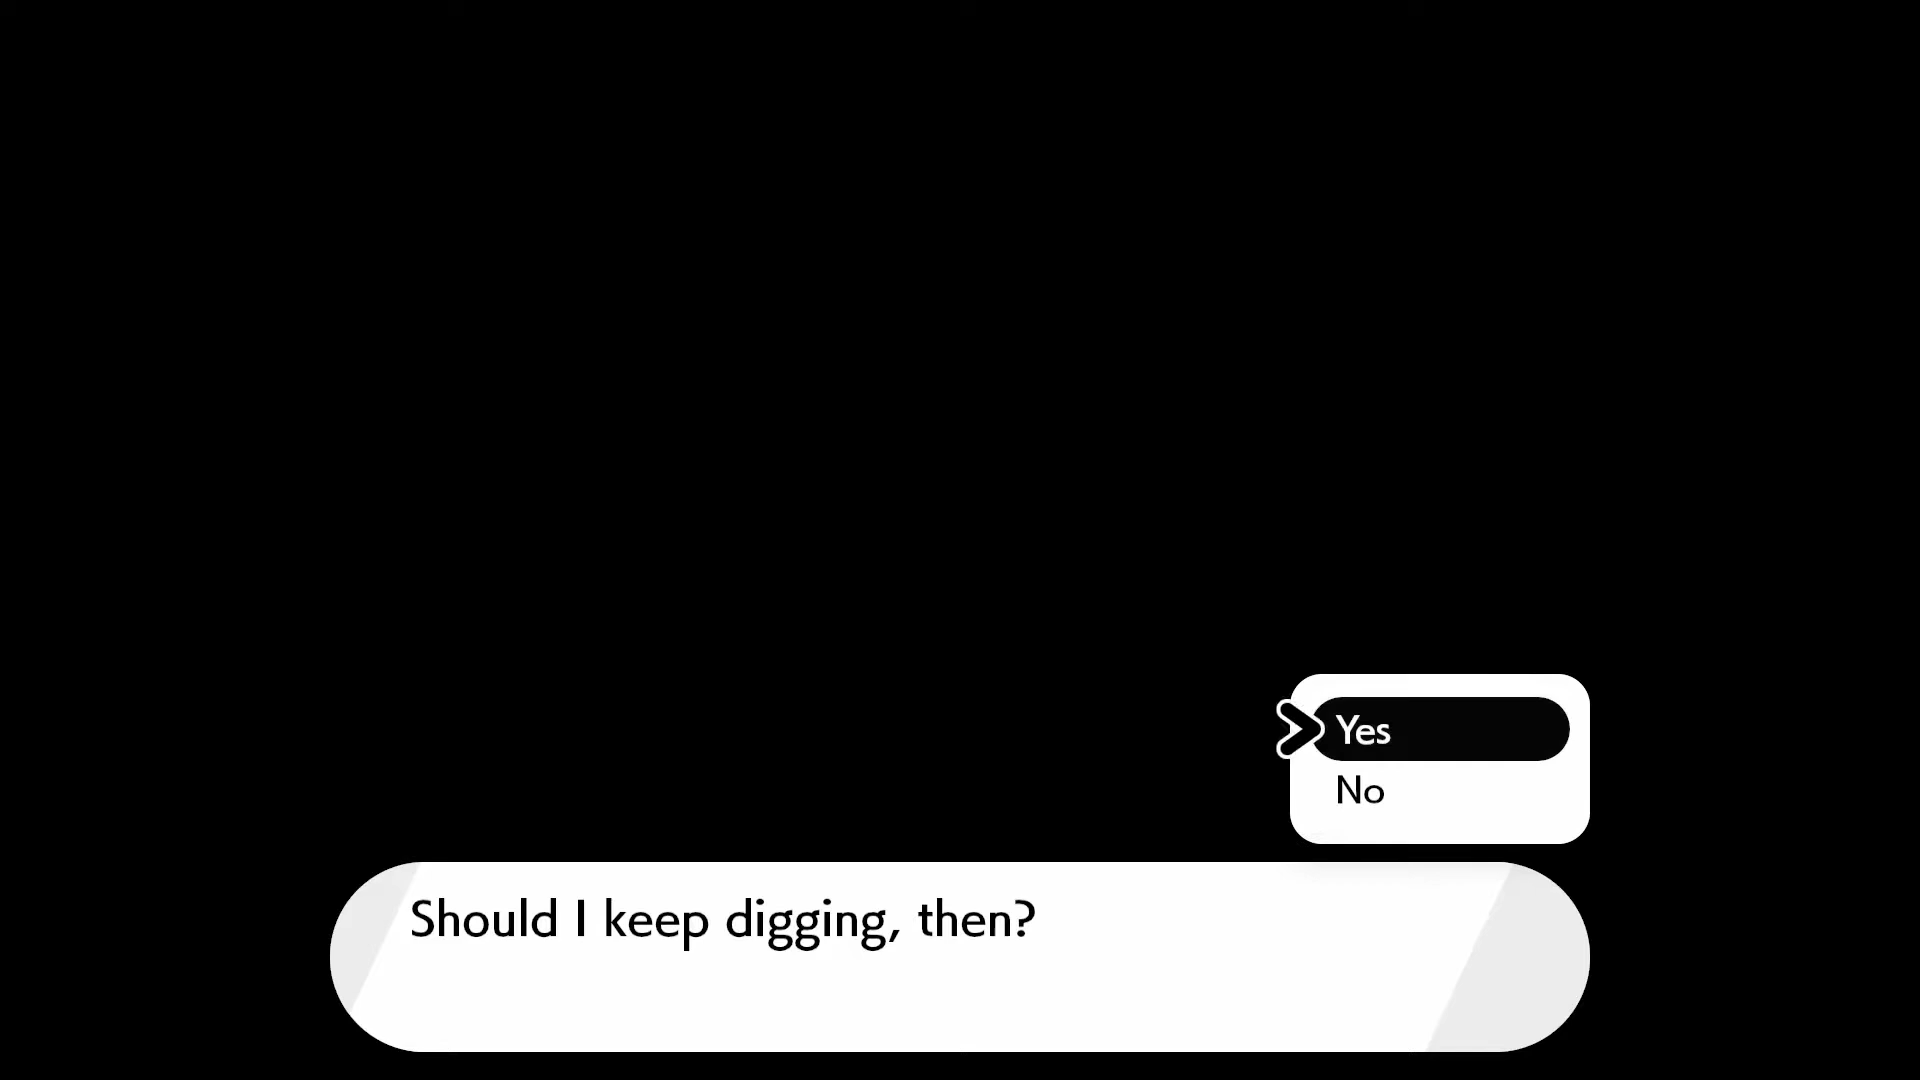 Yes
No
Should I keep digging, then?